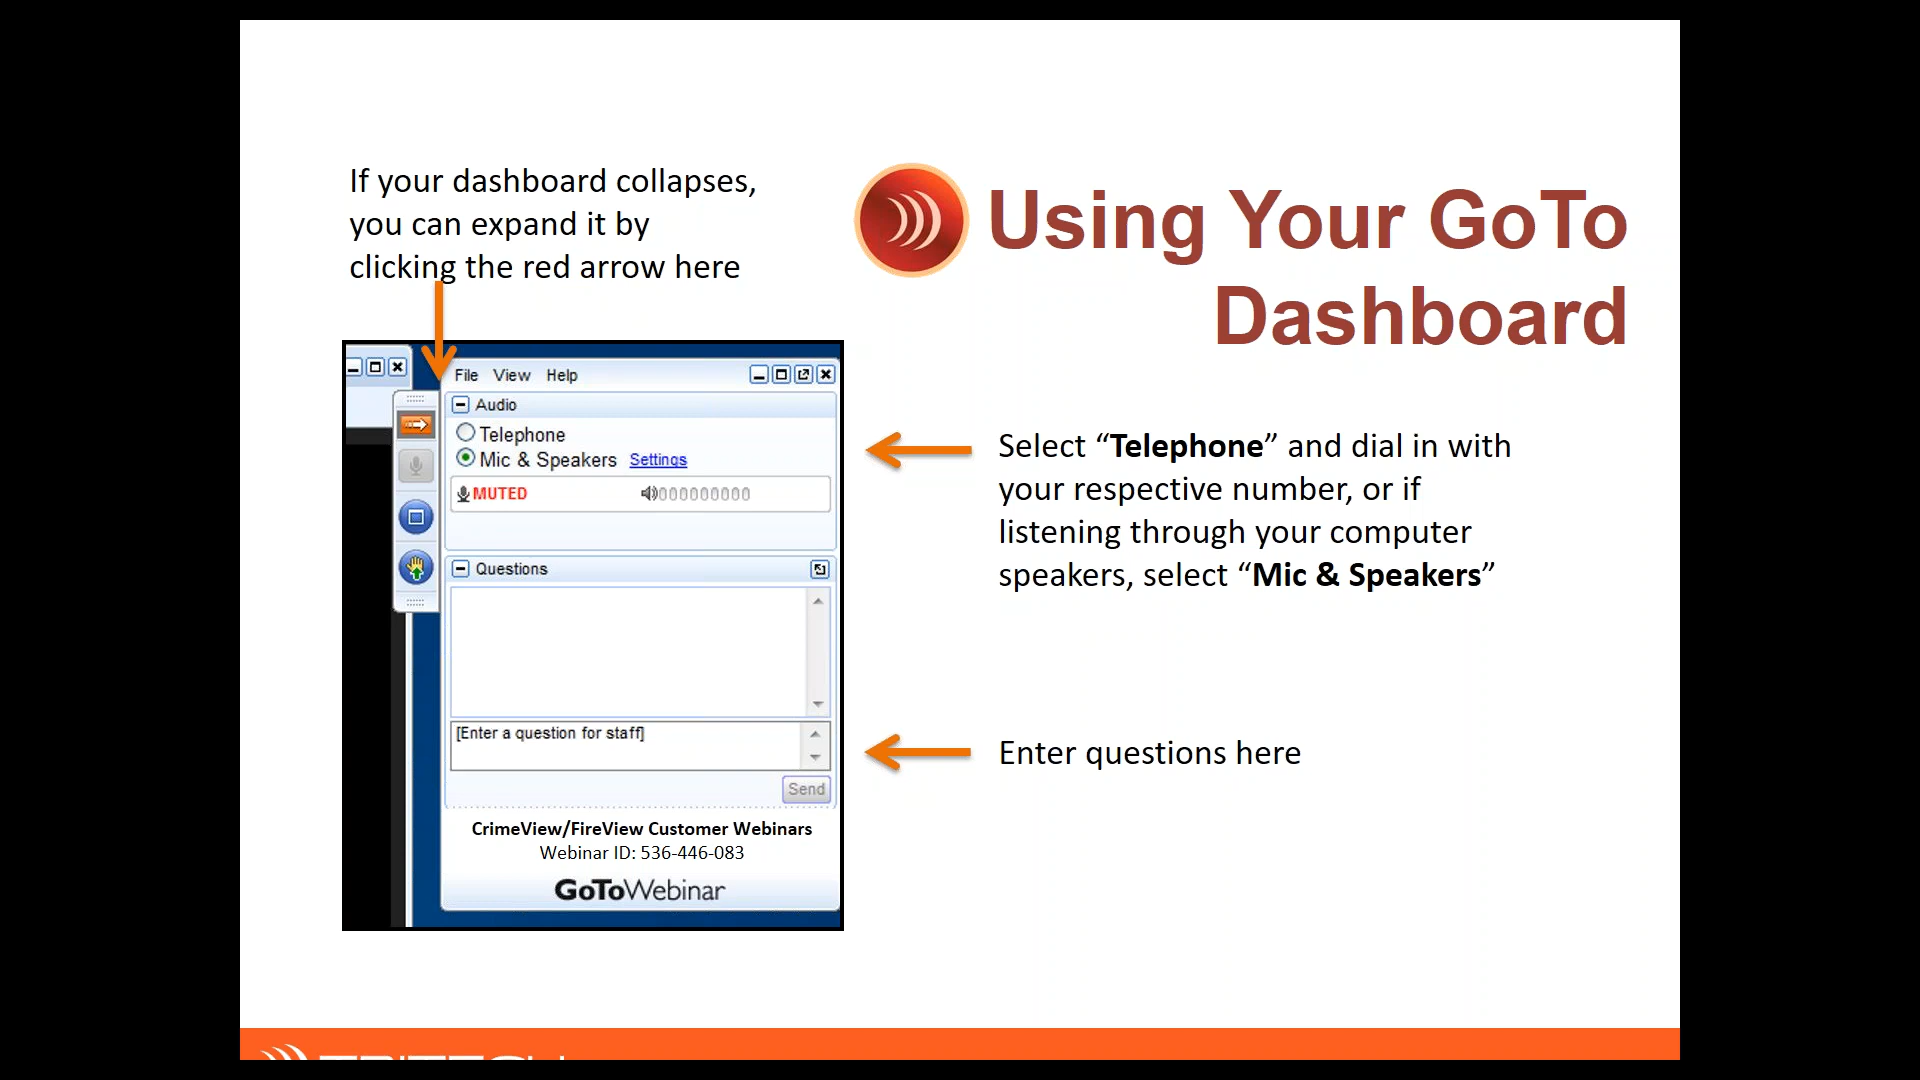 If your dashboard collapses,
you can expand it by
clicking the red arrow here
Using Your GoTo
Dashboard
File View Help
Audio
Telephone
Mic & Speakers Settings
MUTED
Questions
[Enter a question for staff]
Send
CrimeView/FireView Customer Webinars
Webinar ID: 536-446-083
GoToWebinar
Select “Telephone” and dial in with
your respective number, or if
listening through your computer
speakers, select “Mic & Speakers”
Enter questions here